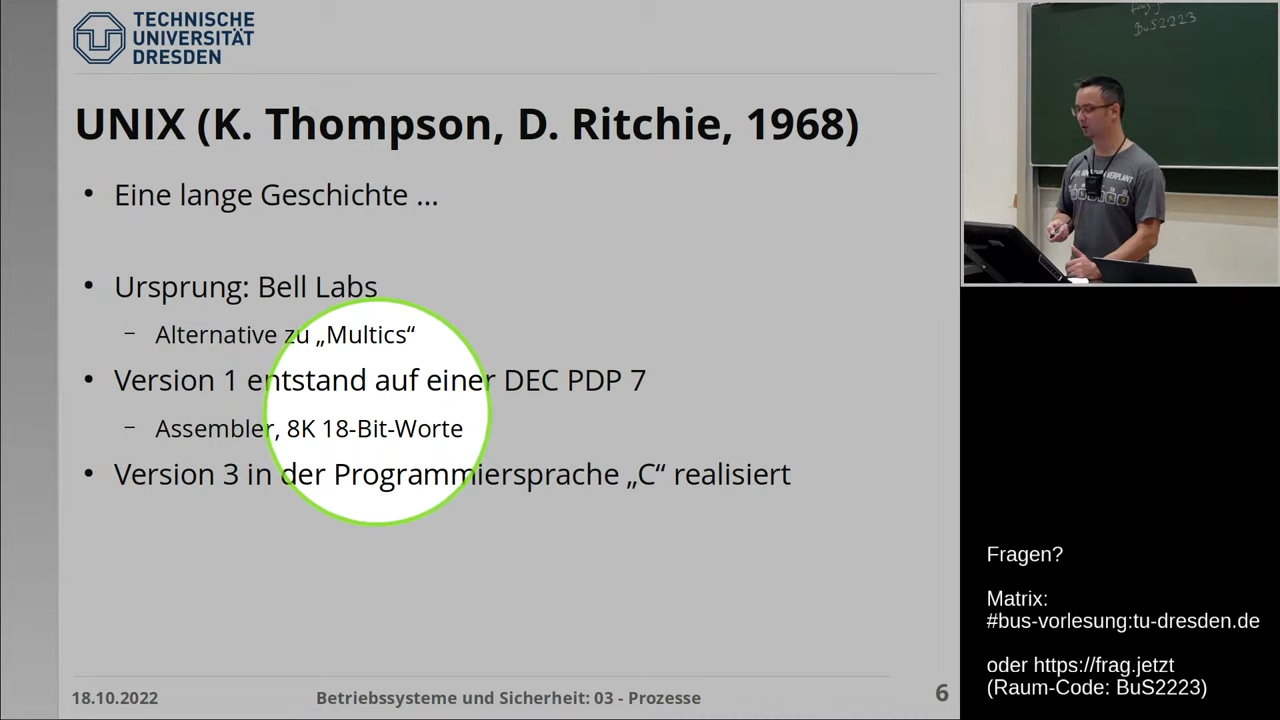 TECHNISCHE
UNIVERSITÄT
DRESDEN
UNIX (K. Thompson, D. Ritchie, 1968)
• Eine lange Geschichte ...
• Ursprung: Bell Labs
– Alternative zu „Multics“
• Version 1 entstand auf einer DEC PDP 7
– Assembler, 8K 18-Bit-Worte
• Version 3 in der Programmiersprache „C“ realisiert
18.10.2022
Betriebssysteme und Sicherheit: 03 - Prozesse
6
BuS2223
VERPLANT
Fragen?
Matrix:
#bus-vorlesung:tu-dresden.de
oder https://frag.jetzt
(Raum-Code: BuS2223)